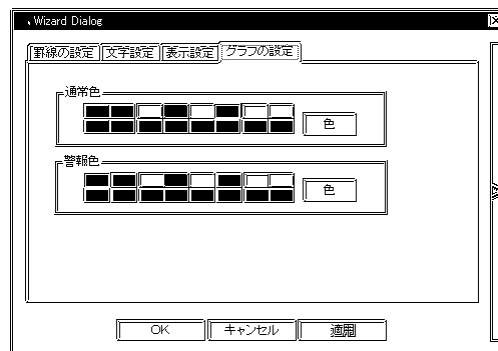 Wizard Dialog
罫線の設定 文字設定 表示設定 グラフの設定
通常色
色
警報色
色
OK キャンセル 適用